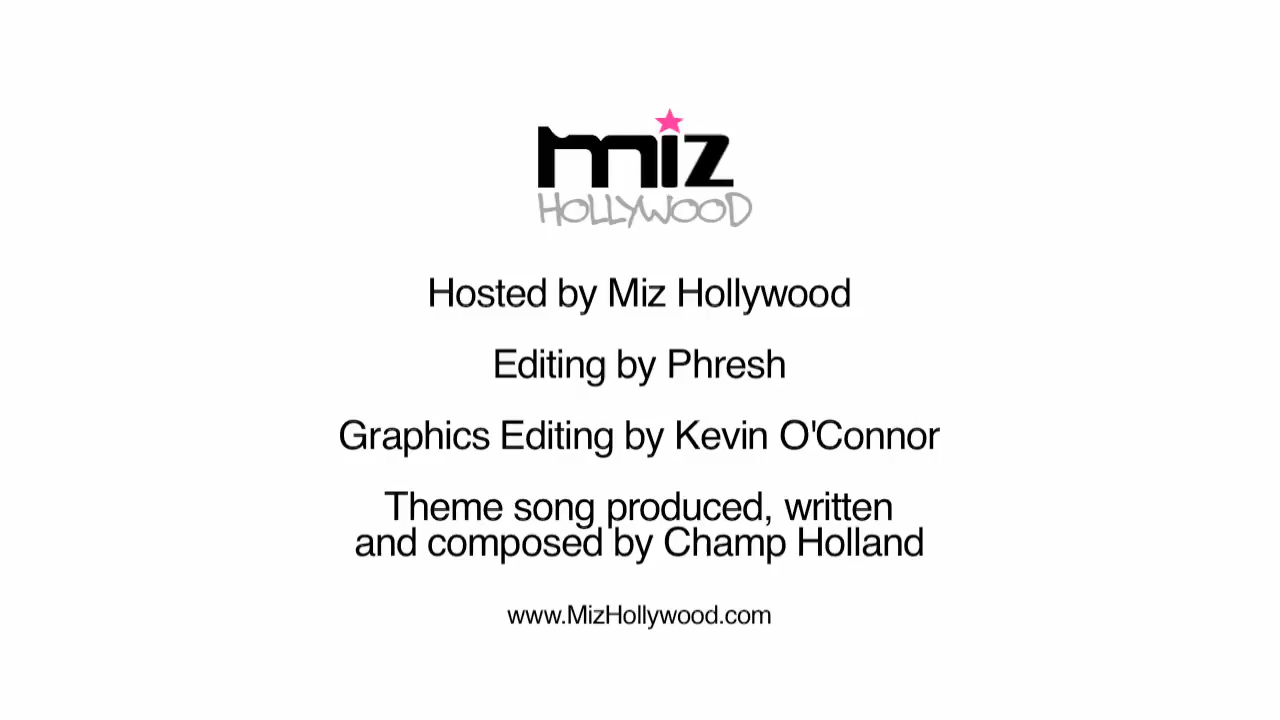 miz
HOLLYWOOD
Hosted by Miz Hollywood
Editing by Phresh
Graphics Editing by Kevin O'Connor
Theme song produced, written
and composed by Champ Holland
www.MizHollywood.com